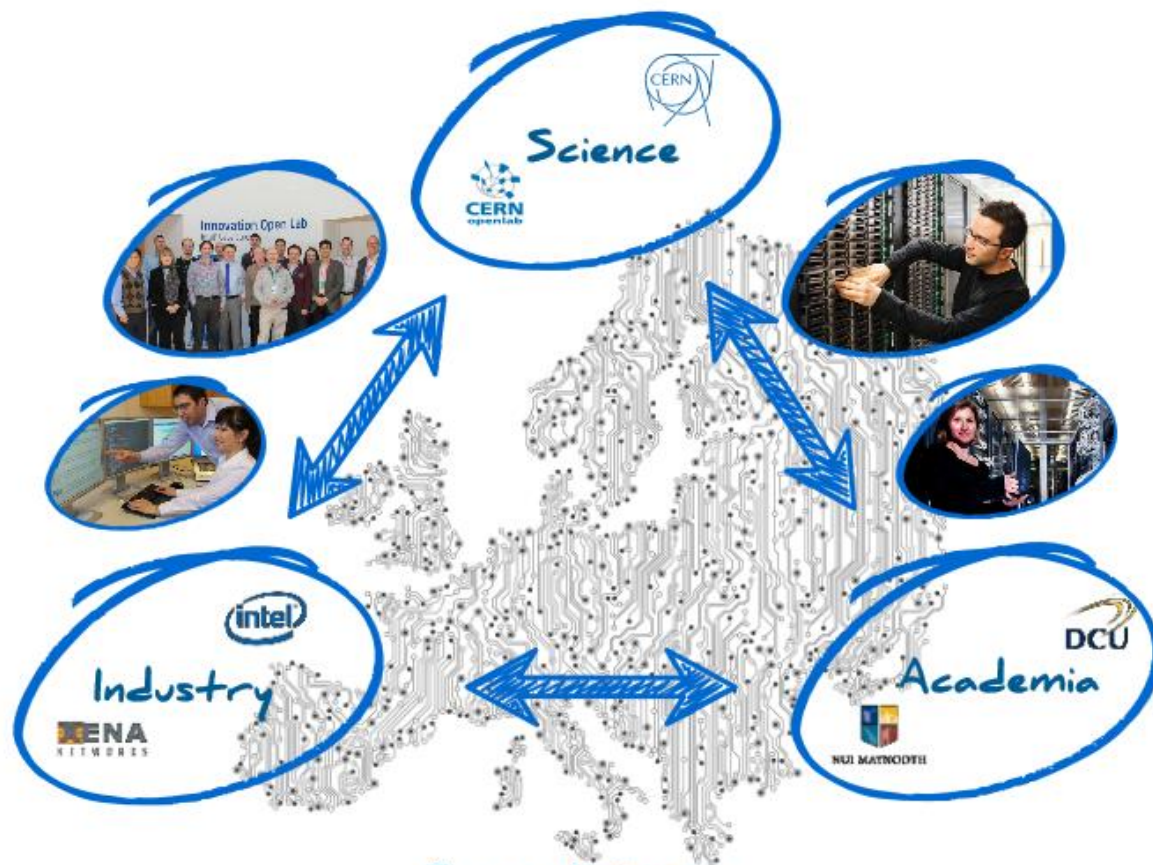 CERN
Science
CERN
openlab
Innovation Open Lab
intel
Industry
XENA
NETWORKS
DCU
Academia
NUI MAYNOOTH